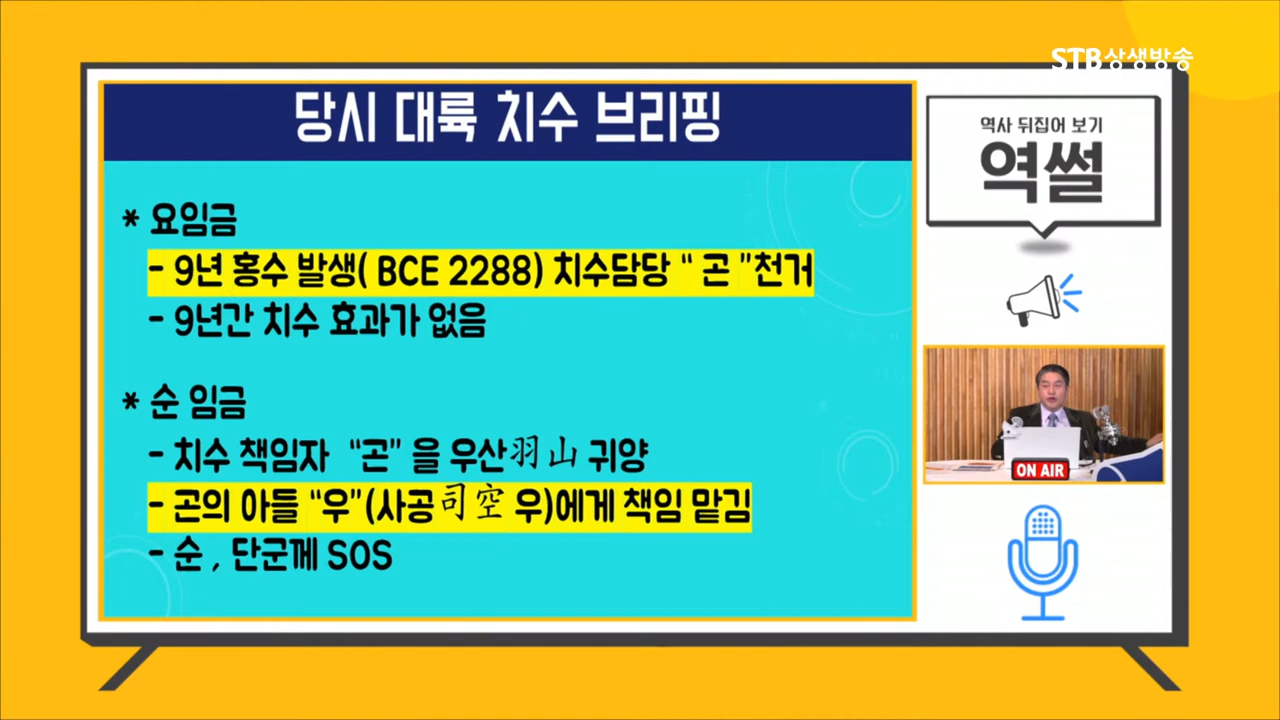 STB상생방송
당시 대륙 치수 브리핑
* 요임금
- 9년 홍수 발생( BCE 2288) 치수담당 “ 곤 ”천거
- 9년간 치수 효과가 없음
* 순 임금
- 치수 책임자 “곤” 을 우산羽山 귀양
- 곤의 아들 “우”(사공司空 우)에게 책임 맡김
- 순 , 단군께 SOS
역사 뒤집어 보기
역썰
ON AIR